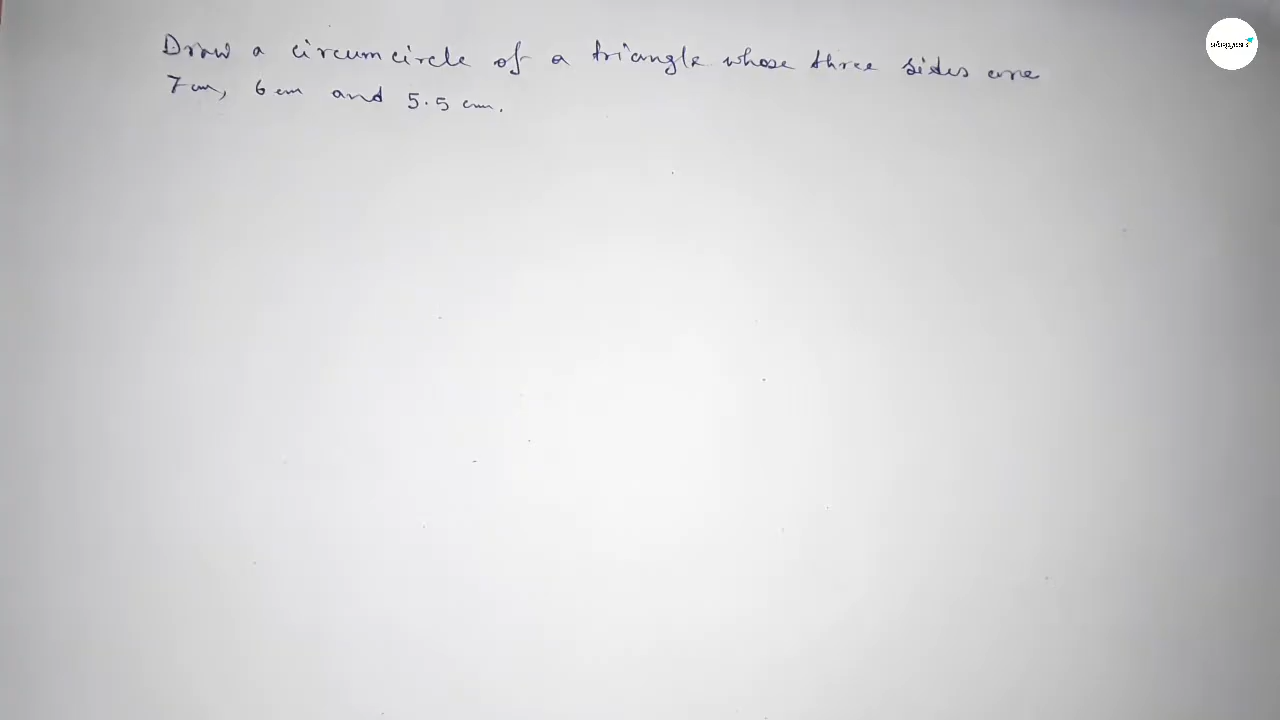 Draw a circumcircle of a triangle whose three sides are
7 cm, 6 cm and 5.5 cm.